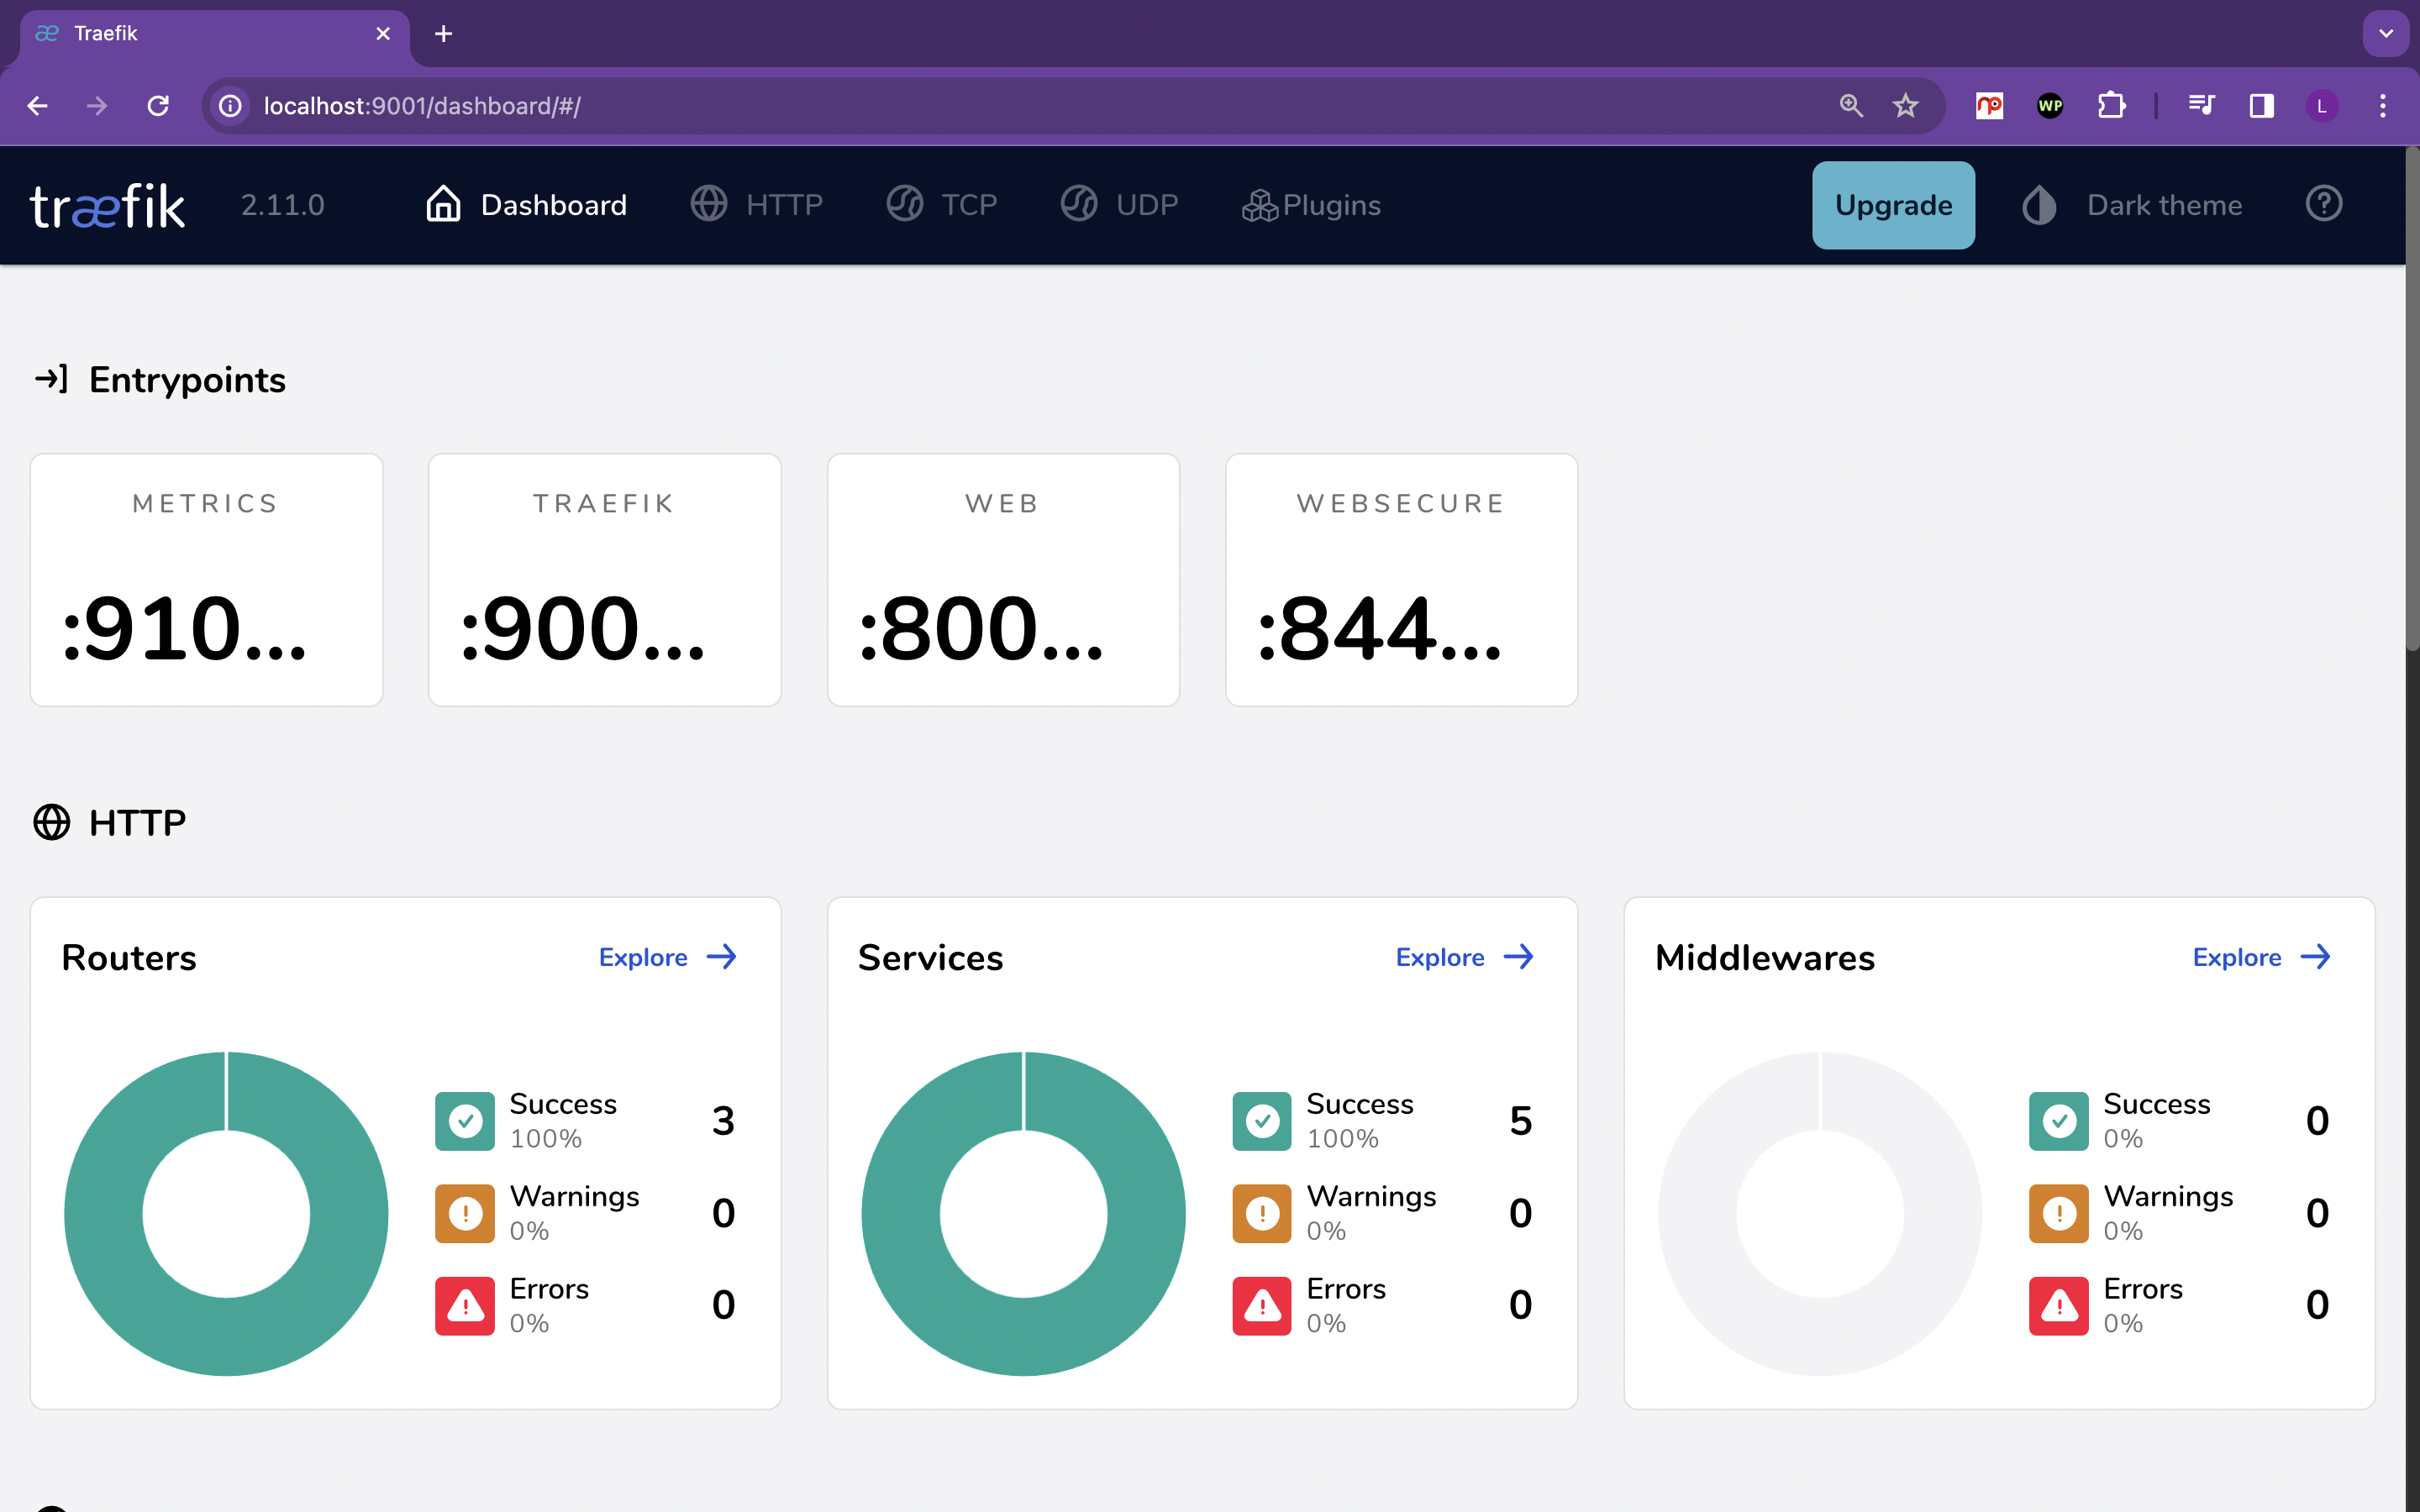 Traefik
localhost:9001/dashboard/#/
NP
WP
L
træfik 2.11.0 Dashboard HTTP TCP UDP Plugins Upgrade Dark theme
Entrypoints
METRICS TRAEFIK WEB WEBSECURE
:910... :900... :800... :844...
HTTP
Routers Explore Services Explore Middlewares Explore
Success 3 Success 5 Success 0
100% 100% 0%
Warnings 0 Warnings 0 Warnings 0
0% 0% 0%
Errors 0 Errors 0 Errors 0
0% 0% 0%